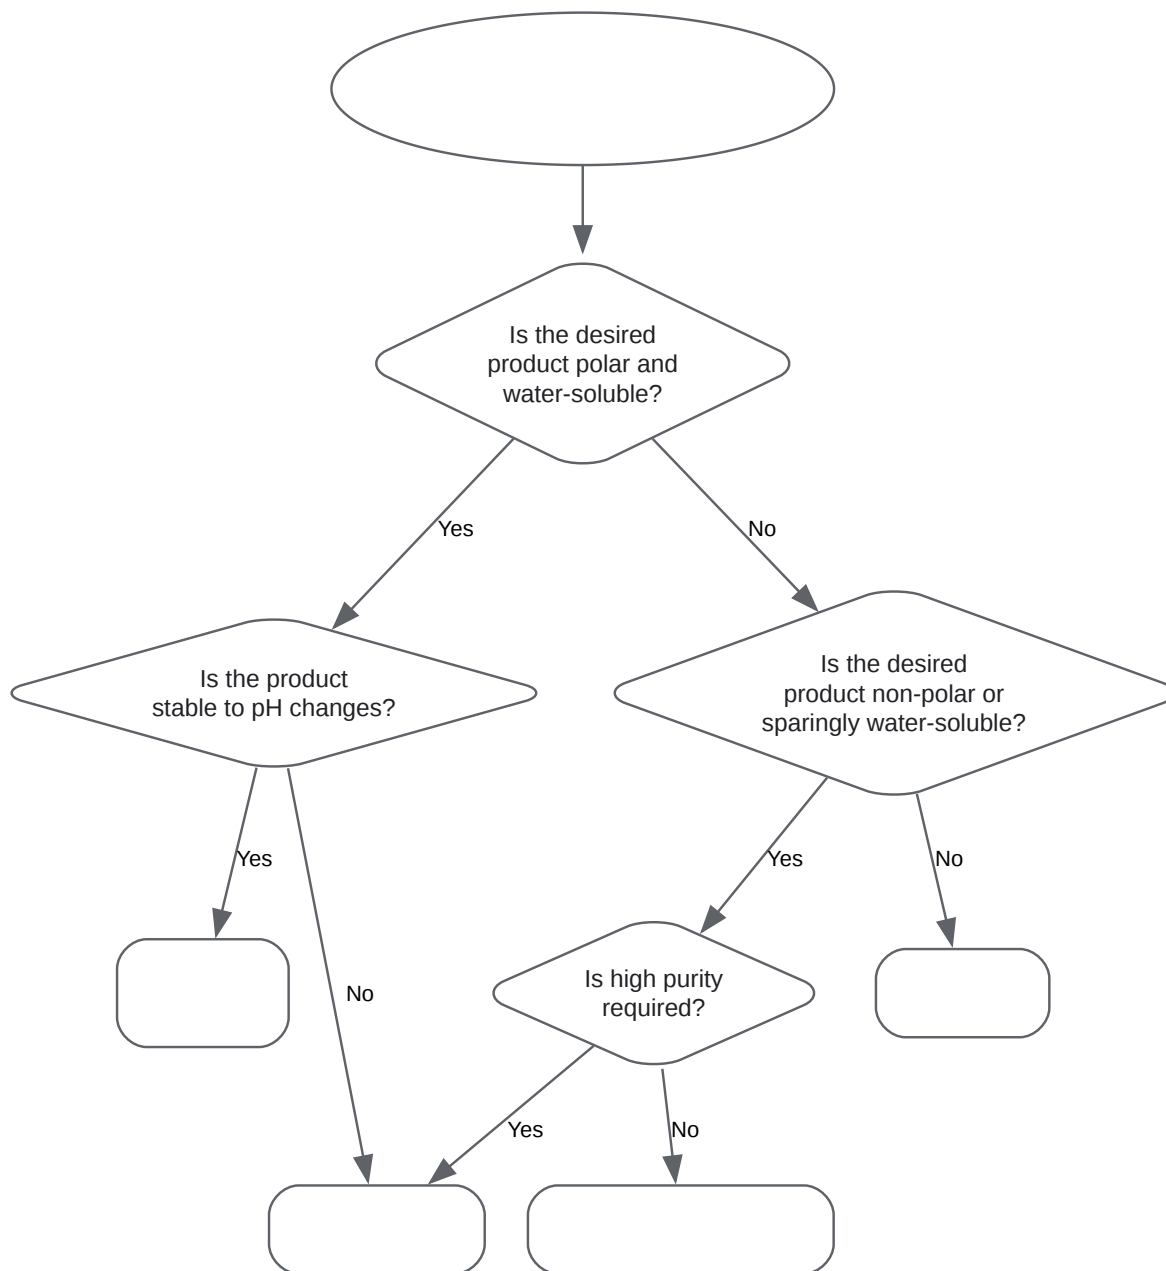 Is the desired
product polar and
water-soluble?
Yes
No
Is the product
stable to pH changes?
Is the desired
product non-polar or
sparingly water-soluble?
Yes
No
Yes
No
Is high purity
required?
Yes
No